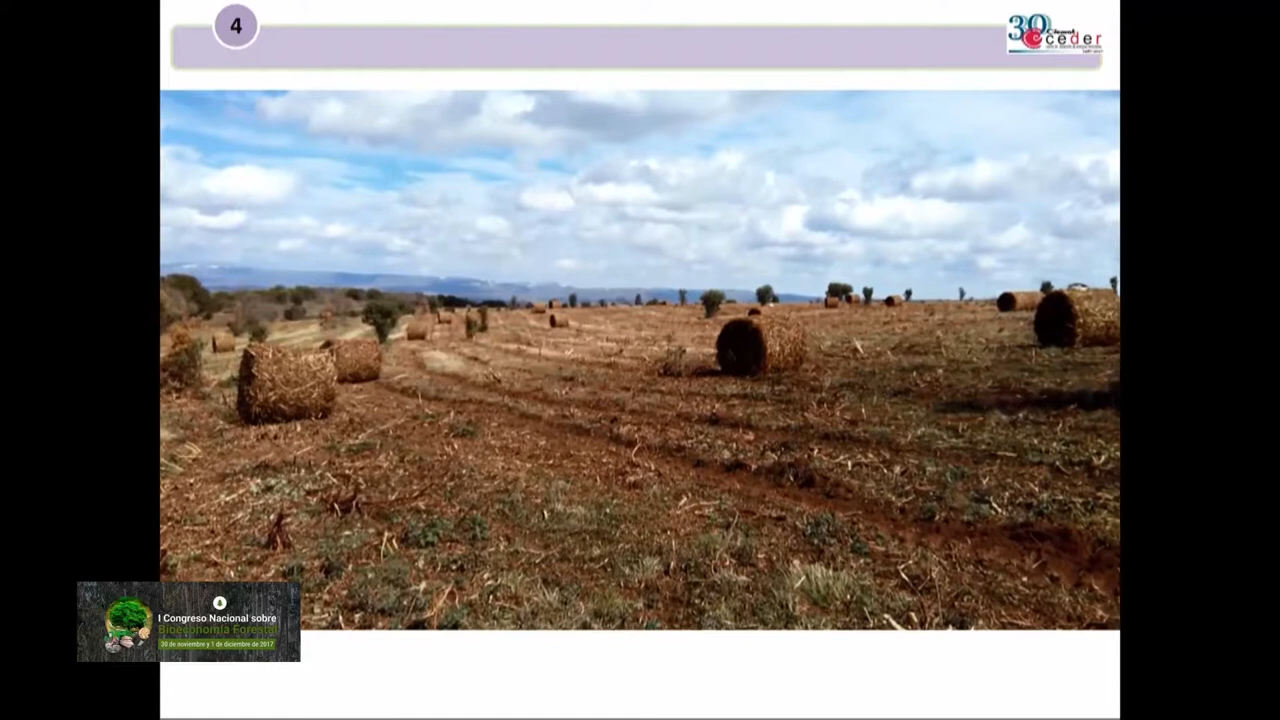 4
30
ceder
I Congreso Nacional sobre
Bioeconomía Forestal
30 de noviembre y 1 de diciembre de 2017